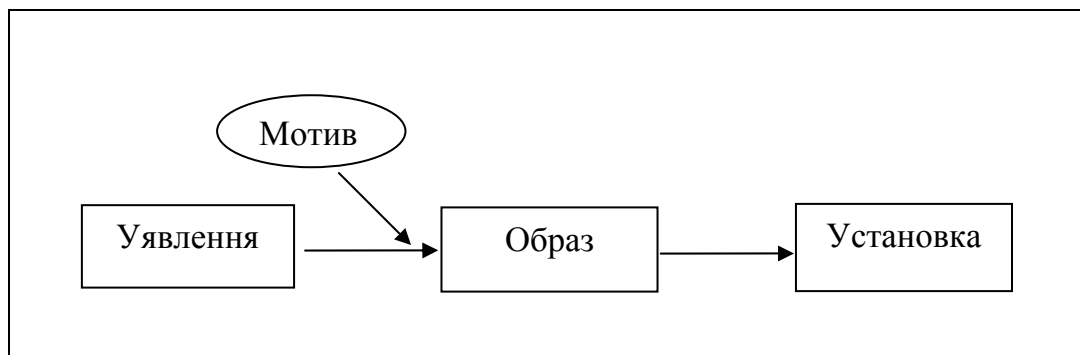 Мотив
Уявлення
Образ
Установка